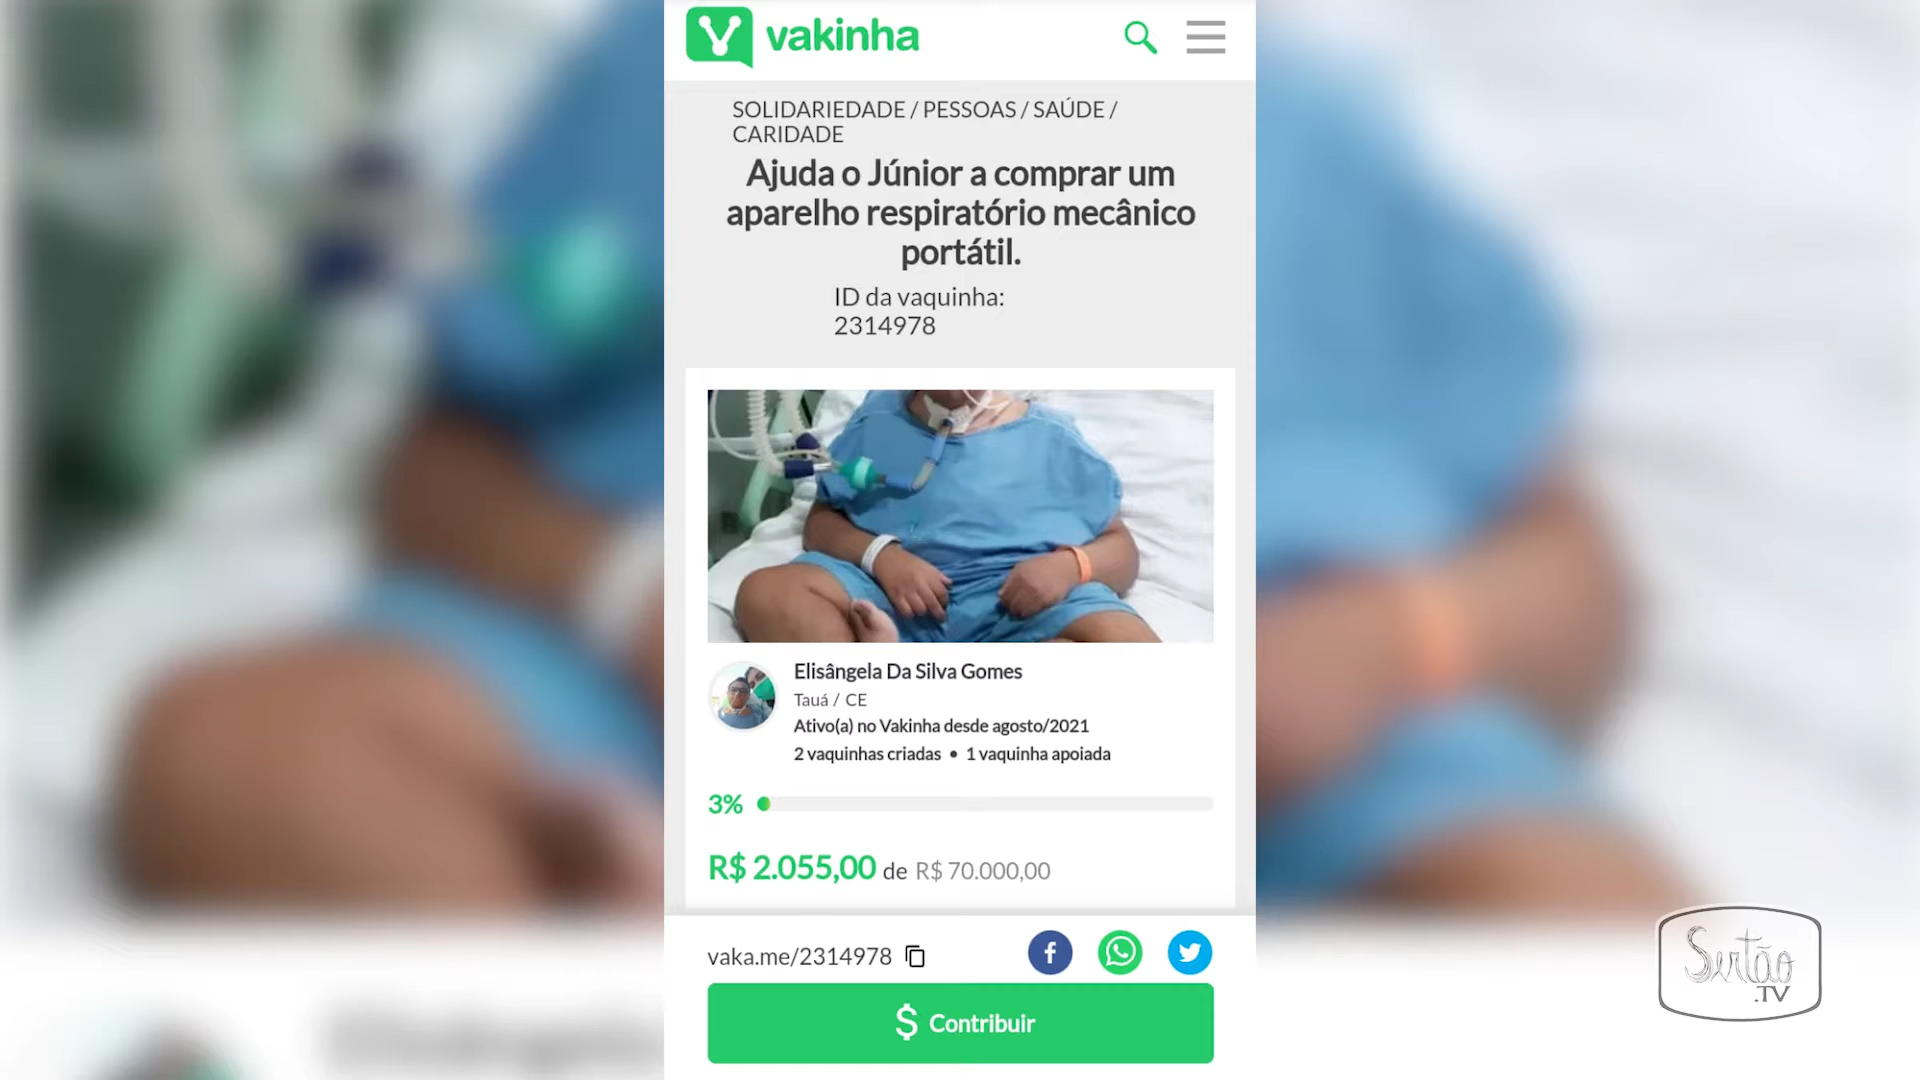 vakinha
SOLIDARIEDADE / PESSOAS / SAÚDE /
CARIDADE
Ajuda o Júnior a comprar um
aparelho respiratório mecânico
portátil.
ID da vaquinha:
2314978
Elisângela Da Silva Gomes
Tauá / CE
Ativo(a) no Vakinha desde agosto/2021
2 vaquinhas criadas • 1 vaquinha apoiada
3%
R$ 2.055,00 de R$ 70.000,00
vaka.me/2314978
$ Contribuir
Sertão
.TV